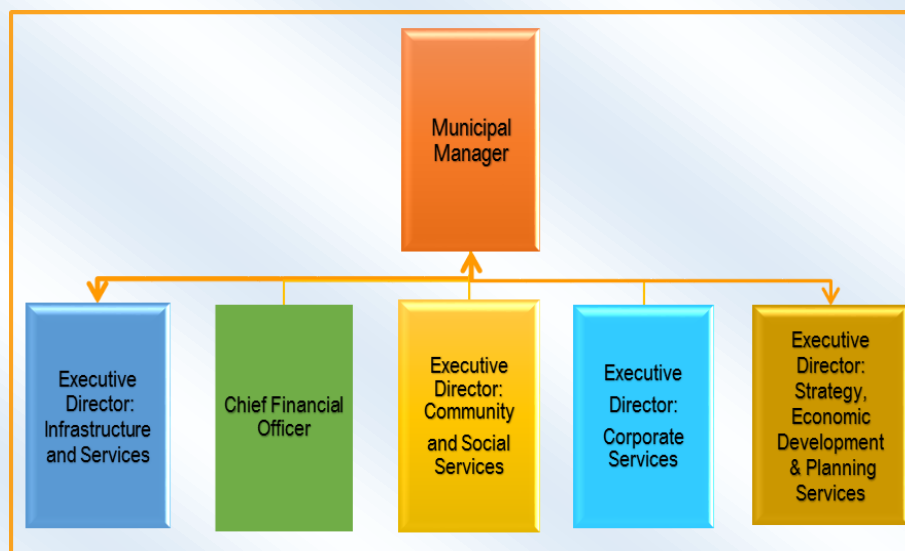 Municipal
Manager
Executive
Director:
Infrastructure
and Services
Chief Financial
Officer
Executive
Director:
Community
and Social
Services
Executive
Director:
Corporate
Services
Executive
Director:
Strategy,
Economic
Development
& Planning
Services